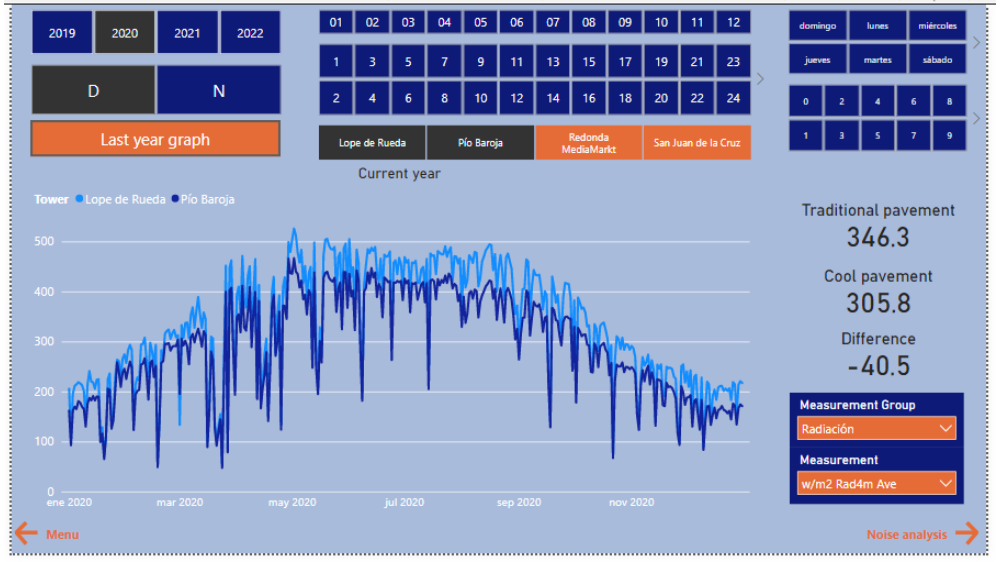 2019 2020 2021 2022
D N
Last year graph
01 02 03 04 05 06 07 08 09 10 11 12
1 3 5 7 9 11 13 15 17 19 21 23
2 4 6 8 10 12 14 16 18 20 22 24
Lope de Rueda Pío Baroja Redonda MediaMarkt San Juan de la Cruz
domingo lunes miércoles
jueves martes sábado
0 2 4 6 8
1 3 5 7 9
Current year
Tower Lope de Rueda Pío Baroja
500
400
300
200
100
0
ene 2020 mar 2020 may 2020 jul 2020 sep 2020 nov 2020
Traditional pavement
346.3
Cool pavement
305.8
Difference
-40.5
Measurement Group
Radiación
Measurement
w/m2 Rad4m Ave
Menu
Noise analysis